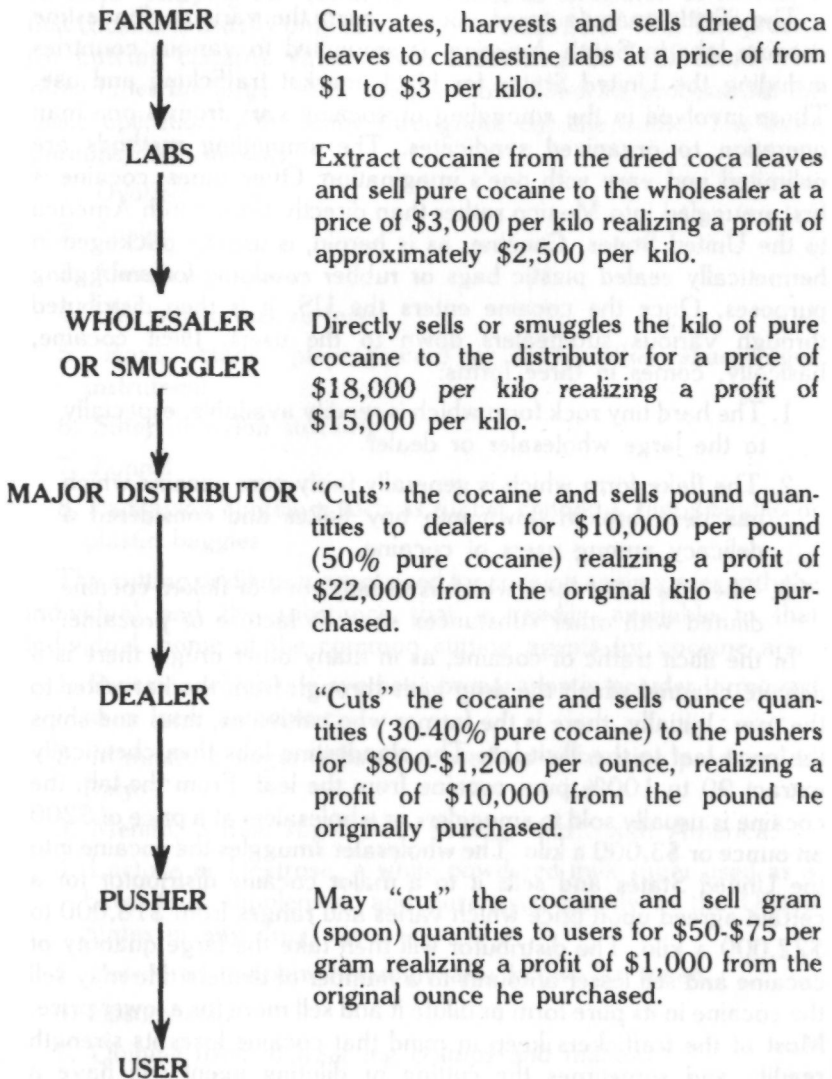 FARMER Cultivates, harvests and sells dried coca
leaves to clandestine labs at a price of from
$1 to $3 per kilo.
LABS Extract cocaine from the dried coca leaves
and sell pure cocaine to the wholesaler at a
price of $3,000 per kilo realizing a profit of
approximately $2,500 per kilo.
WHOLESALER Directly sells or smuggles the kilo of pure
OR SMUGGLER cocaine to the distributor for a price of
$18,000 per kilo realizing a profit of
$15,000 per kilo.
MAJOR DISTRIBUTOR “Cuts” the cocaine and sells pound quan-
tities to dealers for $10,000 per pound
(50% pure cocaine) realizing a profit of
$22,000 from the original kilo he pur-
chased.
DEALER “Cuts” the cocaine and sells ounce quan-
tities (30-40% pure cocaine) to the pushers
for $800-$1,200 per ounce, realizing a
profit of $10,000 from the pound he
originally purchased.
PUSHER May “cut” the cocaine and sell gram
(spoon) quantities to users for $50-$75 per
gram realizing a profit of $1,000 from the
original ounce he purchased.
USER